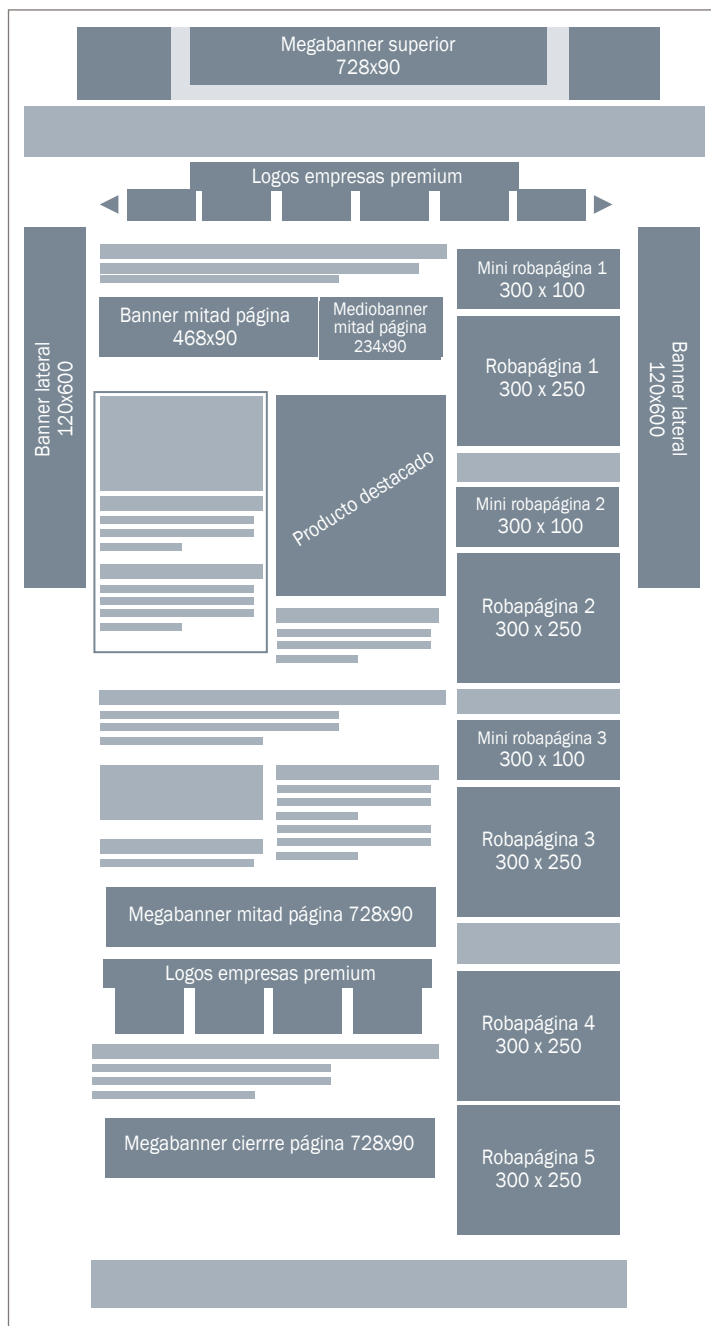 Megabanner superior
728x90
Logos empresas premium
Banner lateral
120x600
Banner mitad página
468x90
Mediobanner
mitad página
234x90
Producto destacado
Megabanner mitad página 728x90
Logos empresas premium
Megabanner cierrre página 728x90
Mini robapágina 1
300 x 100
Robapágina 1
300 x 250
Mini robapágina 2
300 x 100
Robapágina 2
300 x 250
Mini robapágina 3
300 x 100
Robapágina 3
300 x 250
Robapágina 4
300 x 250
Robapágina 5
300 x 250
Banner lateral
120x600